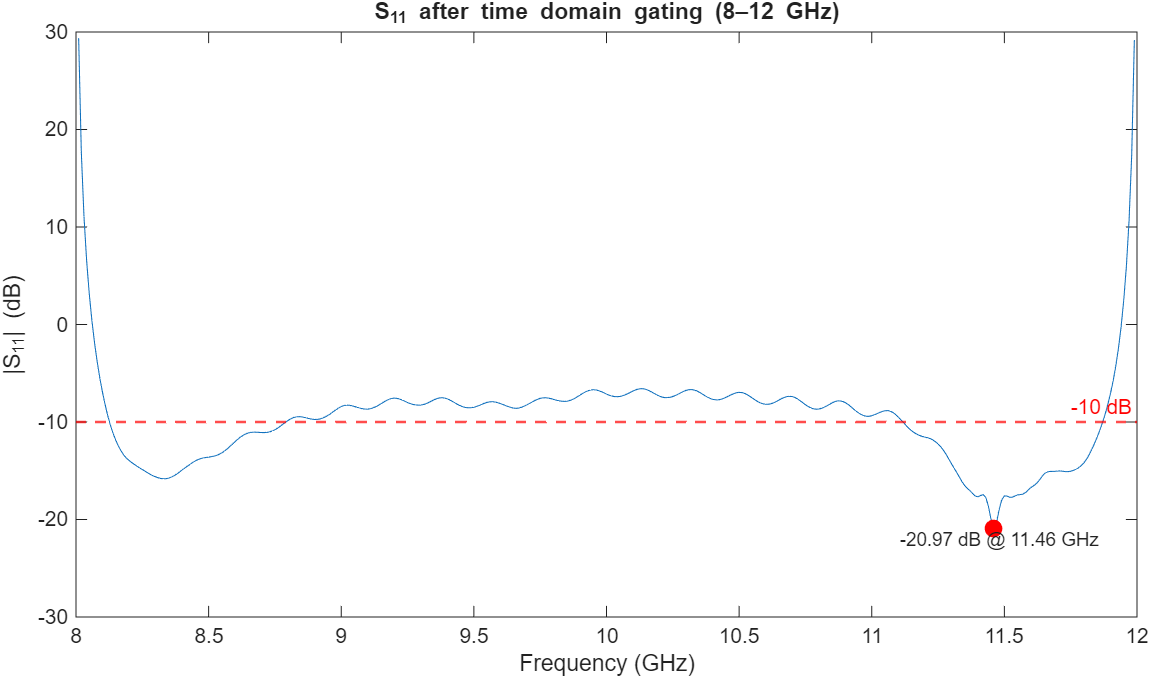 S₁₁ after time domain gating (8–12 GHz)
30
20
10
0
-10
-20
-30
|S₁₁| (dB)
-10 dB
-20.97 dB @ 11.46 GHz
8 8.5 9 9.5 10 10.5 11 11.5 12
Frequency (GHz)